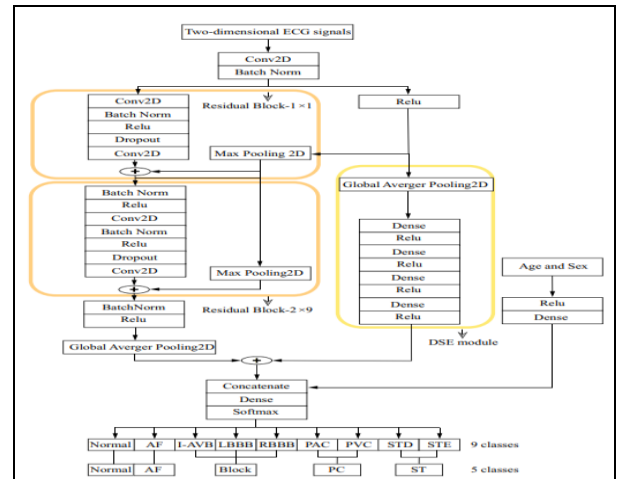 Two-dimensional ECG signals
Conv2D
Batch Norm
Conv2D
Batch Norm
Relu
Dropout
Conv2D
Residual Block-1 ×1
Max Pooling 2D
Relu
Batch Norm
Relu
Conv2D
Batch Norm
Relu
Dropout
Conv2D
Max Pooling2D
Residual Block-2 ×9
Global Averger Pooling2D
Dense
Relu
Dense
Relu
Dense
Relu
Dense
Relu
DSE module
Age and Sex
Relu
Dense
BatchNorm
Relu
Global Averger Pooling2D
Concatenate
Dense
Softmax
Normal AF I-AVB LBBB RBBB PAC PVC STD STE 9 classes
Normal AF Block PC ST 5 classes